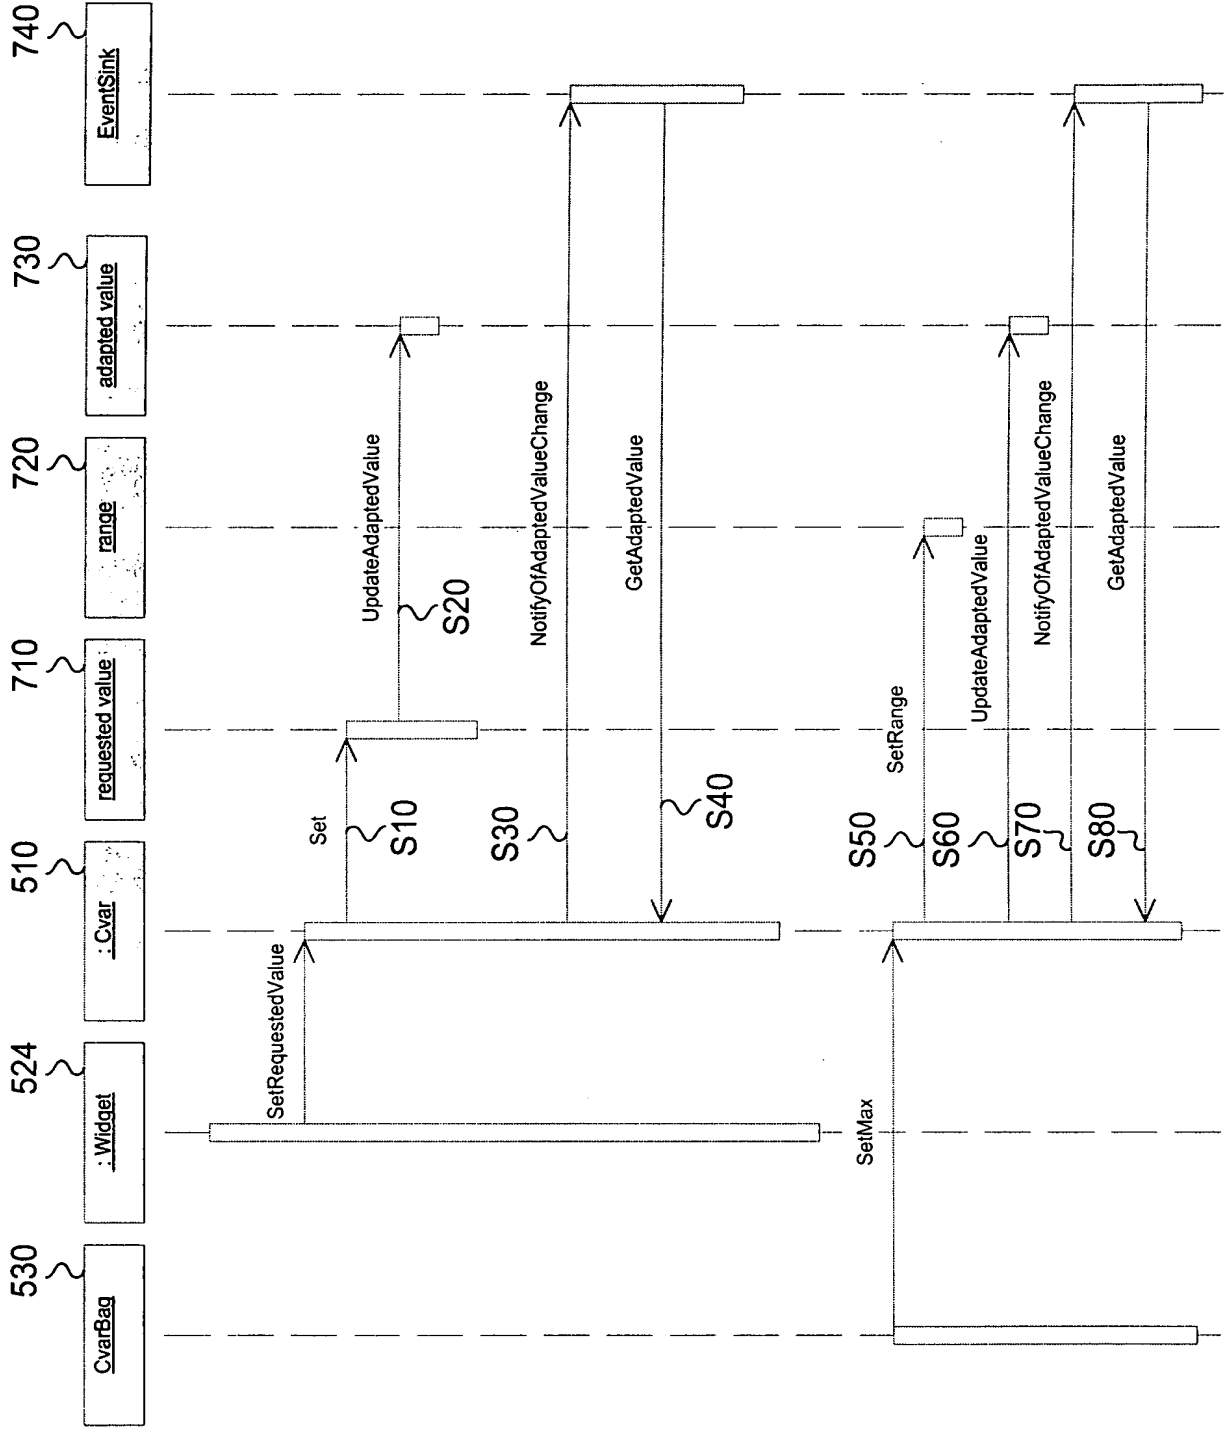 530
CvarBag
524
: Widget
510
: Cvar
710
requested value
720
range
730
adapted value
740
EventSink
SetRequestedValue
Set
S10
UpdateAdaptedValue
S20
S30
NotifyOfAdaptedValueChange
GetAdaptedValue
S40
SetMax
S50
SetRange
S60
UpdateAdaptedValue
S70
NotifyOfAdaptedValueChange
S80
GetAdaptedValue